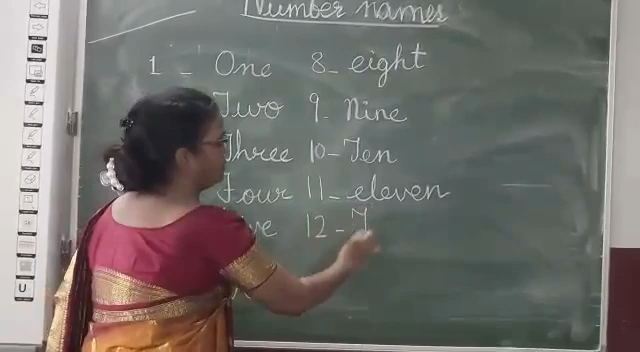 Number names
1 - One 8- eight
Two 9- Nine
Three 10- Ten
Four 11- eleven
12 - T
U